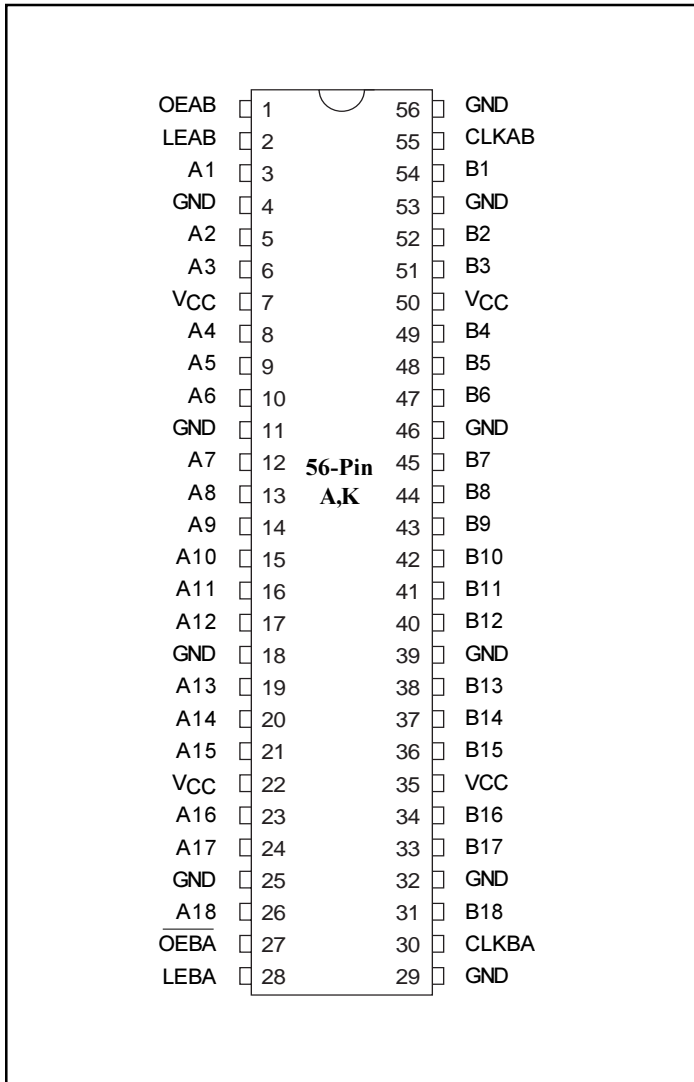 OEAB 1 56 GND
LEAB 2 55 CLKAB
A1 3 54 B1
GND 4 53 GND
A2 5 52 B2
A3 6 51 B3
VCC 7 50 VCC
A4 8 49 B4
A5 9 48 B5
A6 10 47 B6
GND 11 46 GND
A7 12 56-Pin 45 B7
A8 13 A,K 44 B8
A9 14 43 B9
A10 15 42 B10
A11 16 41 B11
A12 17 40 B12
GND 18 39 GND
A13 19 38 B13
A14 20 37 B14
A15 21 36 B15
VCC 22 35 VCC
A16 23 34 B16
A17 24 33 B17
GND 25 32 GND
A18 26 31 B18
O̅E̅B̅A̅ 27 30 CLKBA
LEBA 28 29 GND